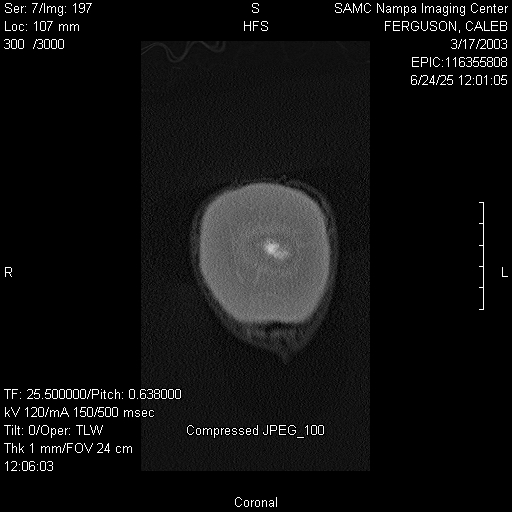 Ser: 7/Img: 197
Loc: 107 mm
300 /3000
S
HFS
SAMC Nampa Imaging Center
FERGUSON, CALEB
3/17/2003
EPIC:116355808
6/24/25 12:01:05
R
L
TF: 25.500000/Pitch: 0.638000
kV 120/mA 150/500 msec
Tilt: 0/Oper: TLW
Thk 1 mm/FOV 24 cm
12:06:03
Compressed JPEG_100
Coronal